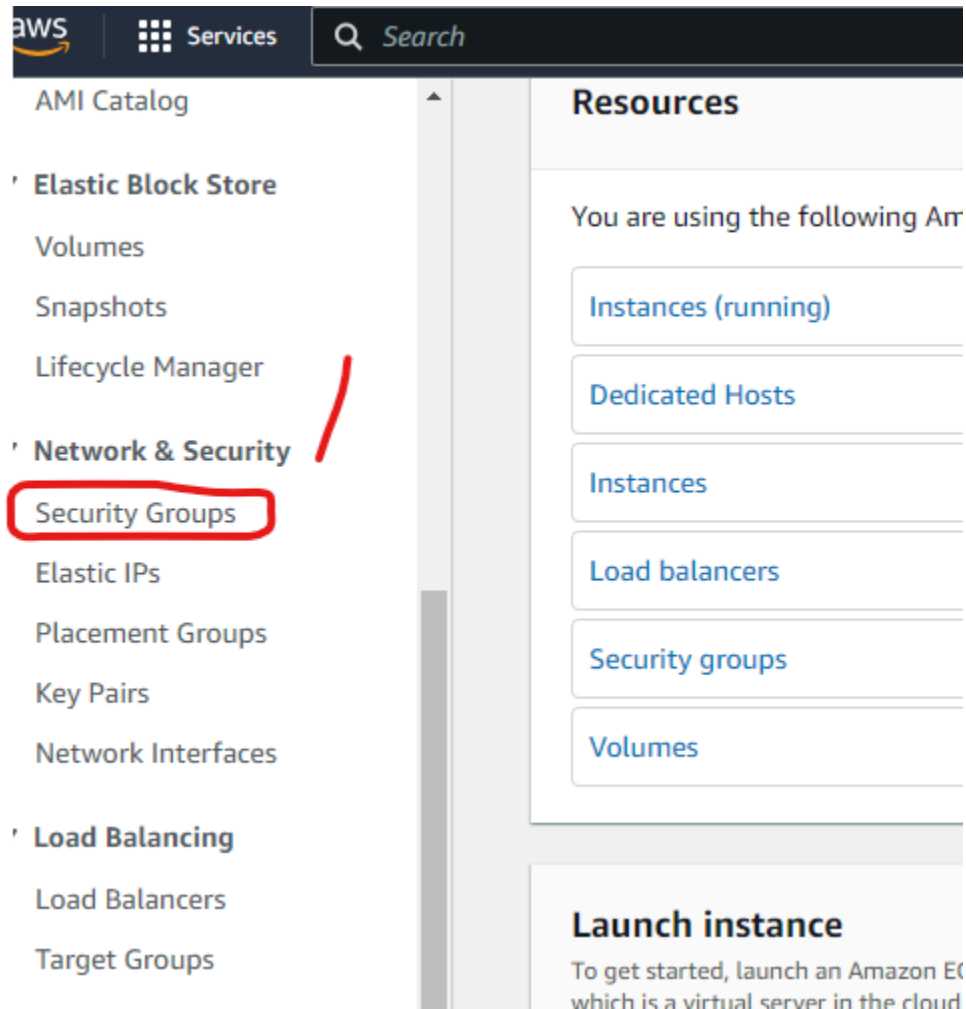 aws Services Search
AMI Catalog
Elastic Block Store
Volumes
Snapshots
Lifecycle Manager
Network & Security
Security Groups
Elastic IPs
Placement Groups
Key Pairs
Network Interfaces
Load Balancing
Load Balancers
Target Groups
Resources
You are using the following Am
Instances (running)
Dedicated Hosts
Instances
Load balancers
Security groups
Volumes
Launch instance
To get started, launch an Amazon EC
which is a virtual server in the cloud